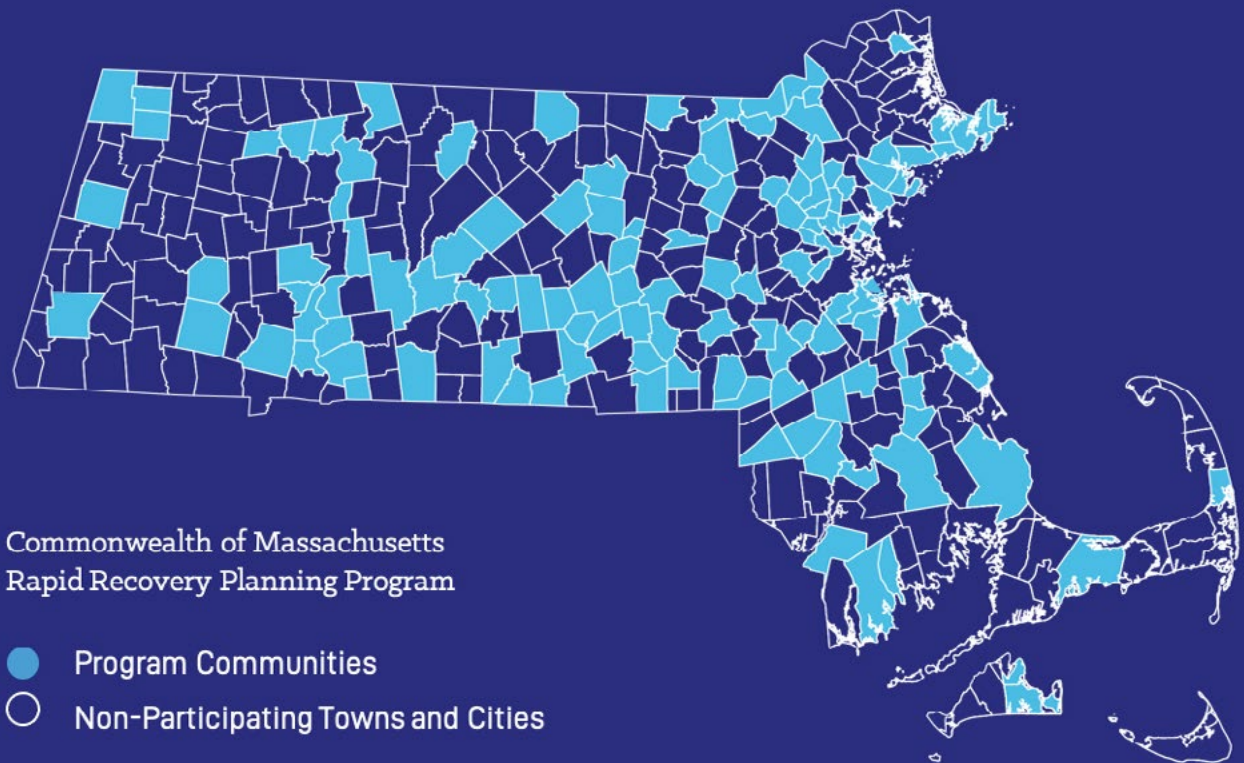 Commonwealth of Massachusetts
Rapid Recovery Planning Program
Program Communities
Non-Participating Towns and Cities